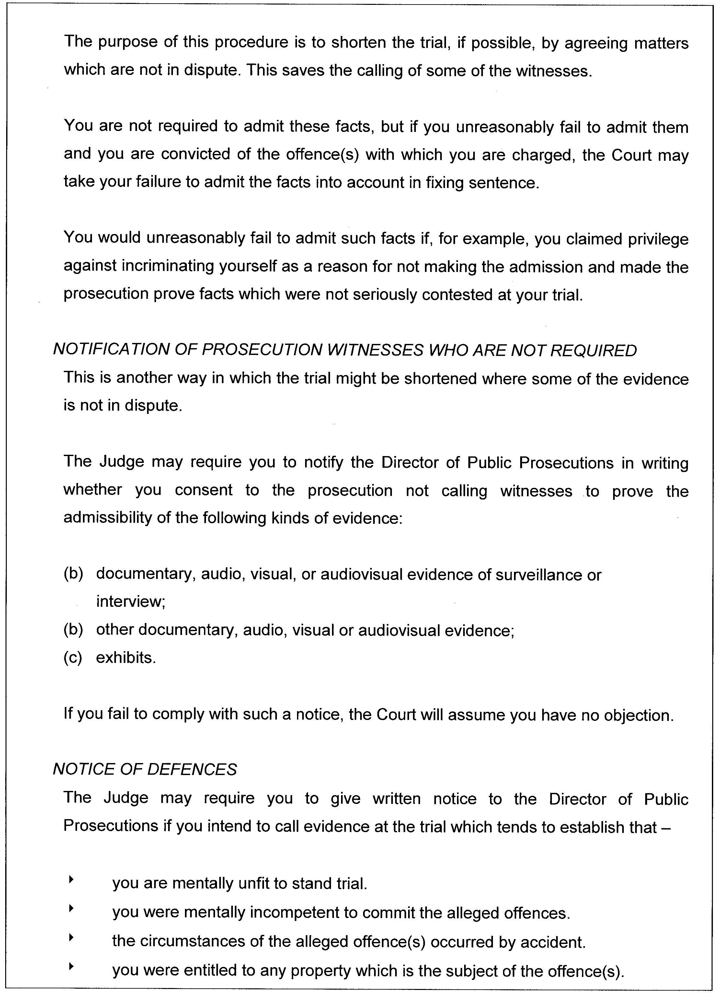 The purpose of this procedure is to shorten the trial, if possible, by agreeing matters
which are not in dispute. This saves the calling of some of the witnesses.
You are not required to admit these facts, but if you unreasonably fail to admit them
and you are convicted of the offence(s) with which you are charged, the Court may
take your failure to admit the facts into account in fixing sentence.
You would unreasonably fail to admit such facts if, for example, you claimed privilege
against incriminating yourself as a reason for not making the admission and made the
prosecution prove facts which were not seriously contested at your trial.
NOTIFICATION OF PROSECUTION WITNESSES WHO ARE NOT REQUIRED
This is another way in which the trial might be shortened where some of the evidence
is not in dispute.
The Judge may require you to notify the Director of Public Prosecutions in writing
whether you consent to the prosecution not calling witnesses to prove the
admissibility of the following kinds of evidence:
(b) documentary, audio, visual, or audiovisual evidence of surveillance or
interview;
(b) other documentary, audio, visual or audiovisual evidence;
(c) exhibits.
If you fail to comply with such a notice, the Court will assume you have no objection.
NOTICE OF DEFENCES
The Judge may require you to give written notice to the Director of Public
Prosecutions if you intend to call evidence at the trial which tends to establish that –
you are mentally unfit to stand trial.
you were mentally incompetent to commit the alleged offences.
the circumstances of the alleged offence(s) occurred by accident.
you were entitled to any property which is the subject of the offence(s).